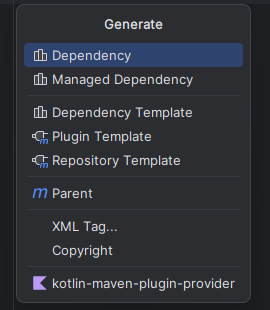 Generate
Dependency
Managed Dependency
Dependency Template
Plugin Template
Repository Template
m Parent
XML Tag...
Copyright
kotlin-maven-plugin-provider